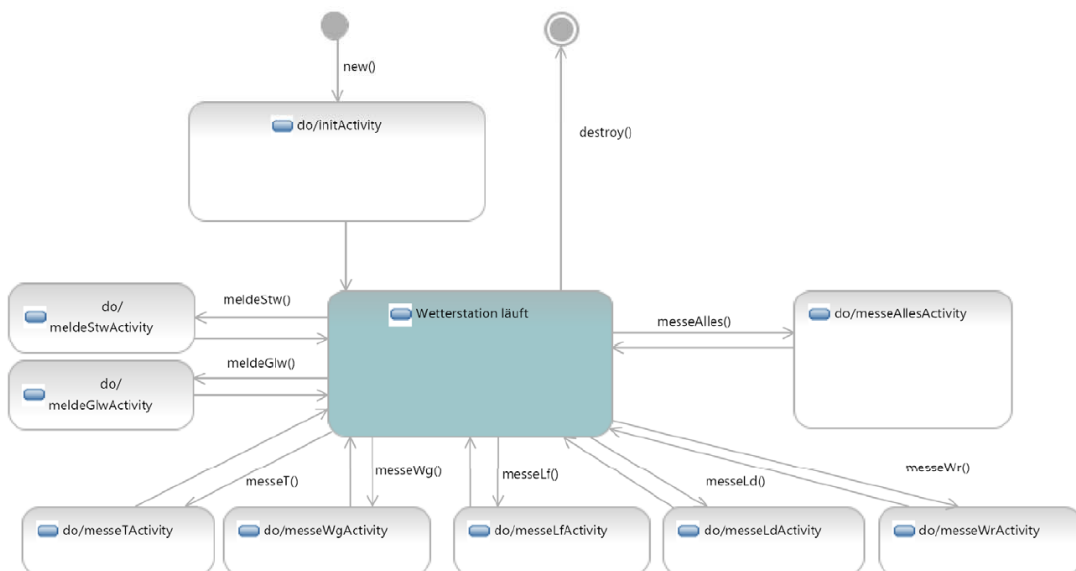 new()
do/initActivity
destroy()
do/
meldeStwActivity
meldeStw()
Wetterstation läuft
messeAlles()
do/messeAllesActivity
do/
meldeGlwActivity
meldeGlw()
messeT()
messeWg()
messeLf()
messeLd()
messeWr()
do/messeTActivity
do/messeWgActivity
do/messeLfActivity
do/messeLdActivity
do/messeWrActivity